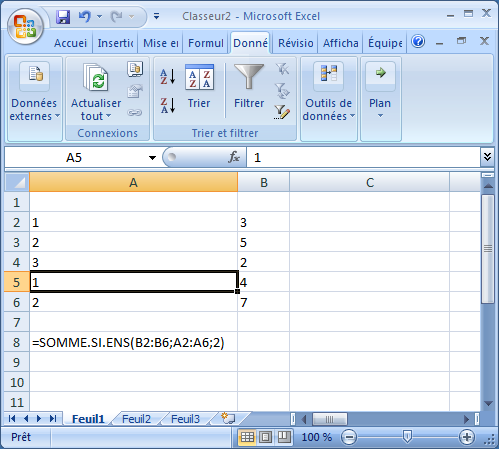 Classeur2 - Microsoft Excel
Accuei Insertic Mise er Formul Donné Révisio Afficha Équipe
Données externes
Actualiser tout
Trier
Filtrer
Outils de données
Plan
Connexions
Trier et filtrer
A5 fx 1
A B C
1
2 1 3
3 2 5
4 3 2
5 1 4
6 2 7
7
8 =SOMME.SI.ENS(B2:B6;A2:A6;2)
9
10
11
Feuil1 Feuil2 Feuil3
Prêt 100 %